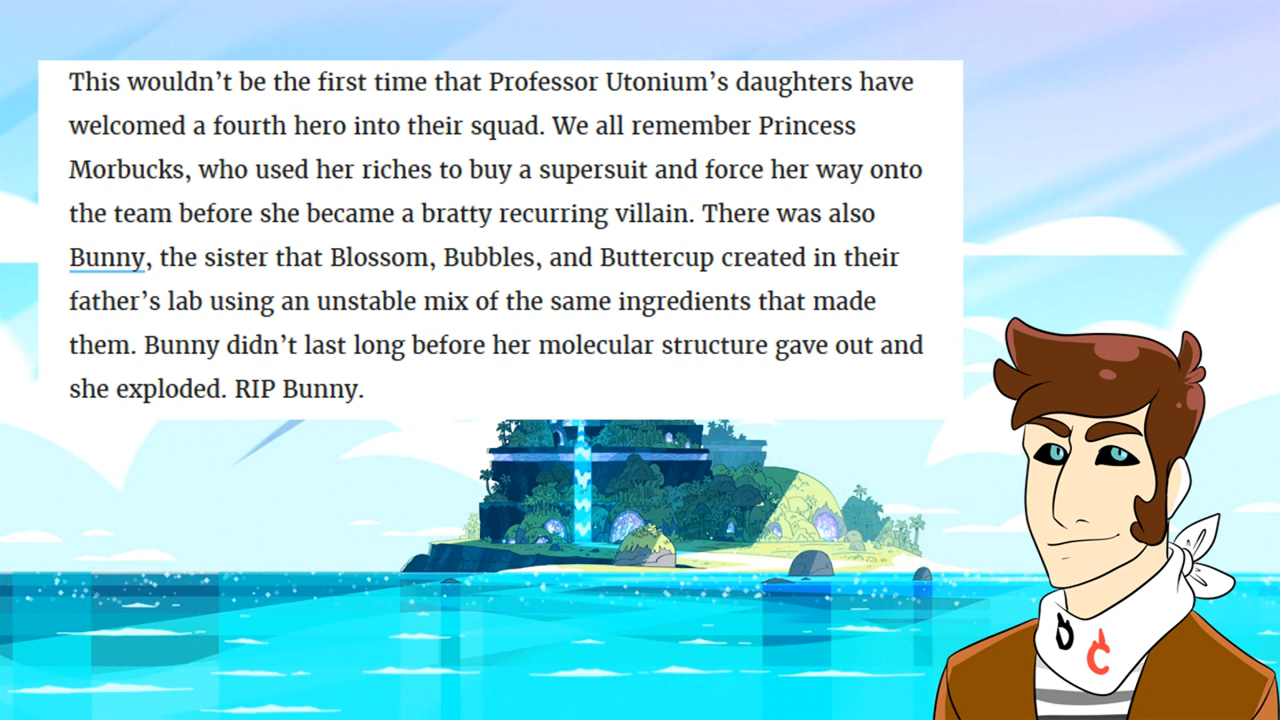 This wouldn’t be the first time that Professor Utonium’s daughters have
welcomed a fourth hero into their squad. We all remember Princess
Morbucks, who used her riches to buy a supersuit and force her way onto
the team before she became a bratty recurring villain. There was also
Bunny, the sister that Blossom, Bubbles, and Buttercup created in their
father’s lab using an unstable mix of the same ingredients that made
them. Bunny didn’t last long before her molecular structure gave out and
she exploded. RIP Bunny.
D C